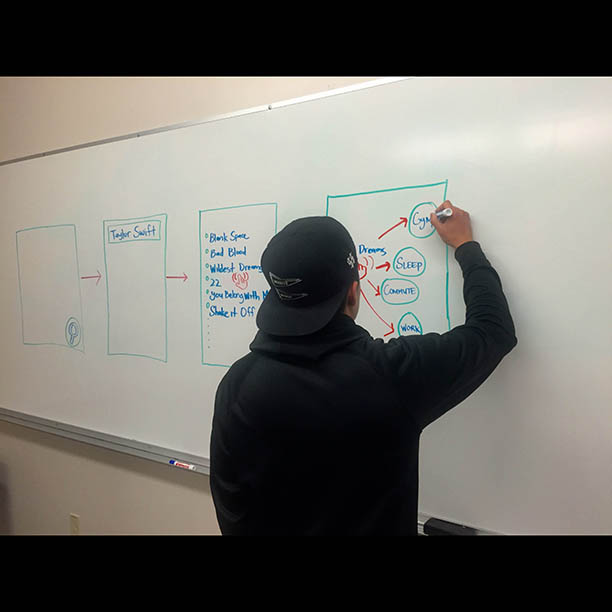 Taylor Swift
Blank Space
Bad Blood
Wildest Dreams
22
You Belong With M
Shake it Off
Dreams
Gym
SLEEP
COMMUTE
WORK